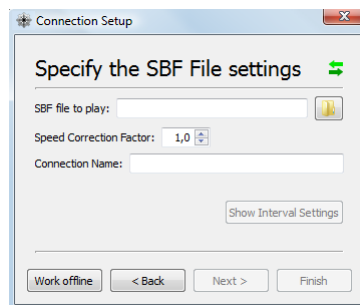 Connection Setup
Specify the SBF File settings
SBF file to play:
Speed Correction Factor: 1,0
Connection Name:
Show Interval Settings
Work offline < Back Next > Finish